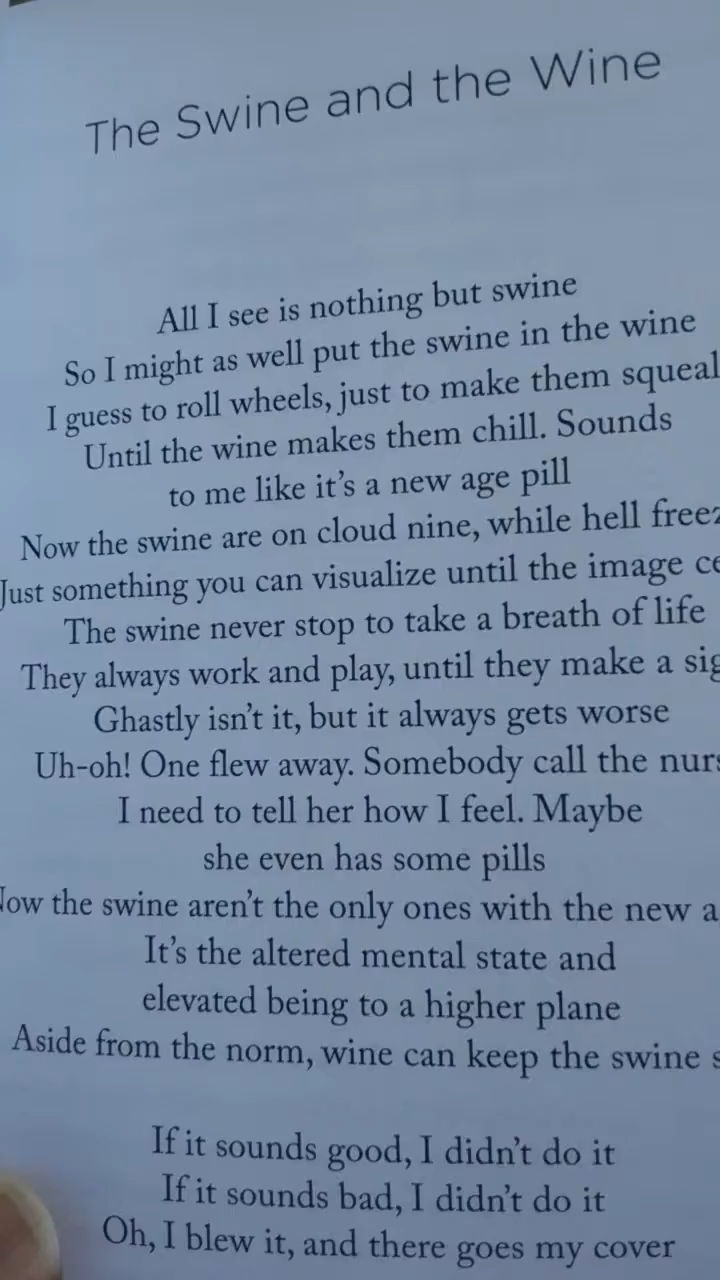 The Swine and the Wine
All I see is nothing but swine
So I might as well put the swine in the wine
I guess to roll wheels, just to make them squeal
Until the wine makes them chill. Sounds
to me like it's a new age pill
Now the swine are on cloud nine, while hell
Just something you can visualize until the image
The swine never stop to take a breath of life
They always work and play, until they make a
Ghastly isn't it, but it always gets worse
Uh-oh! One flew away. Somebody call the
I need to tell her how I feel. Maybe
she even has some pills
the swine aren't the only ones with the new
It's the altered mental state and
elevated being to a higher plane
Aside from the norm, wine can keep the swine
If it sounds good, I didn't do it
If it sounds bad, I didn't do it
Oh, I blew it, and there goes my cover